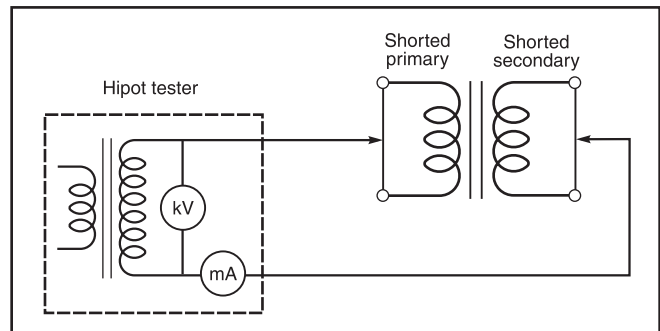 Shorted
primary
Shorted
secondary
Hipot tester
kV
mA